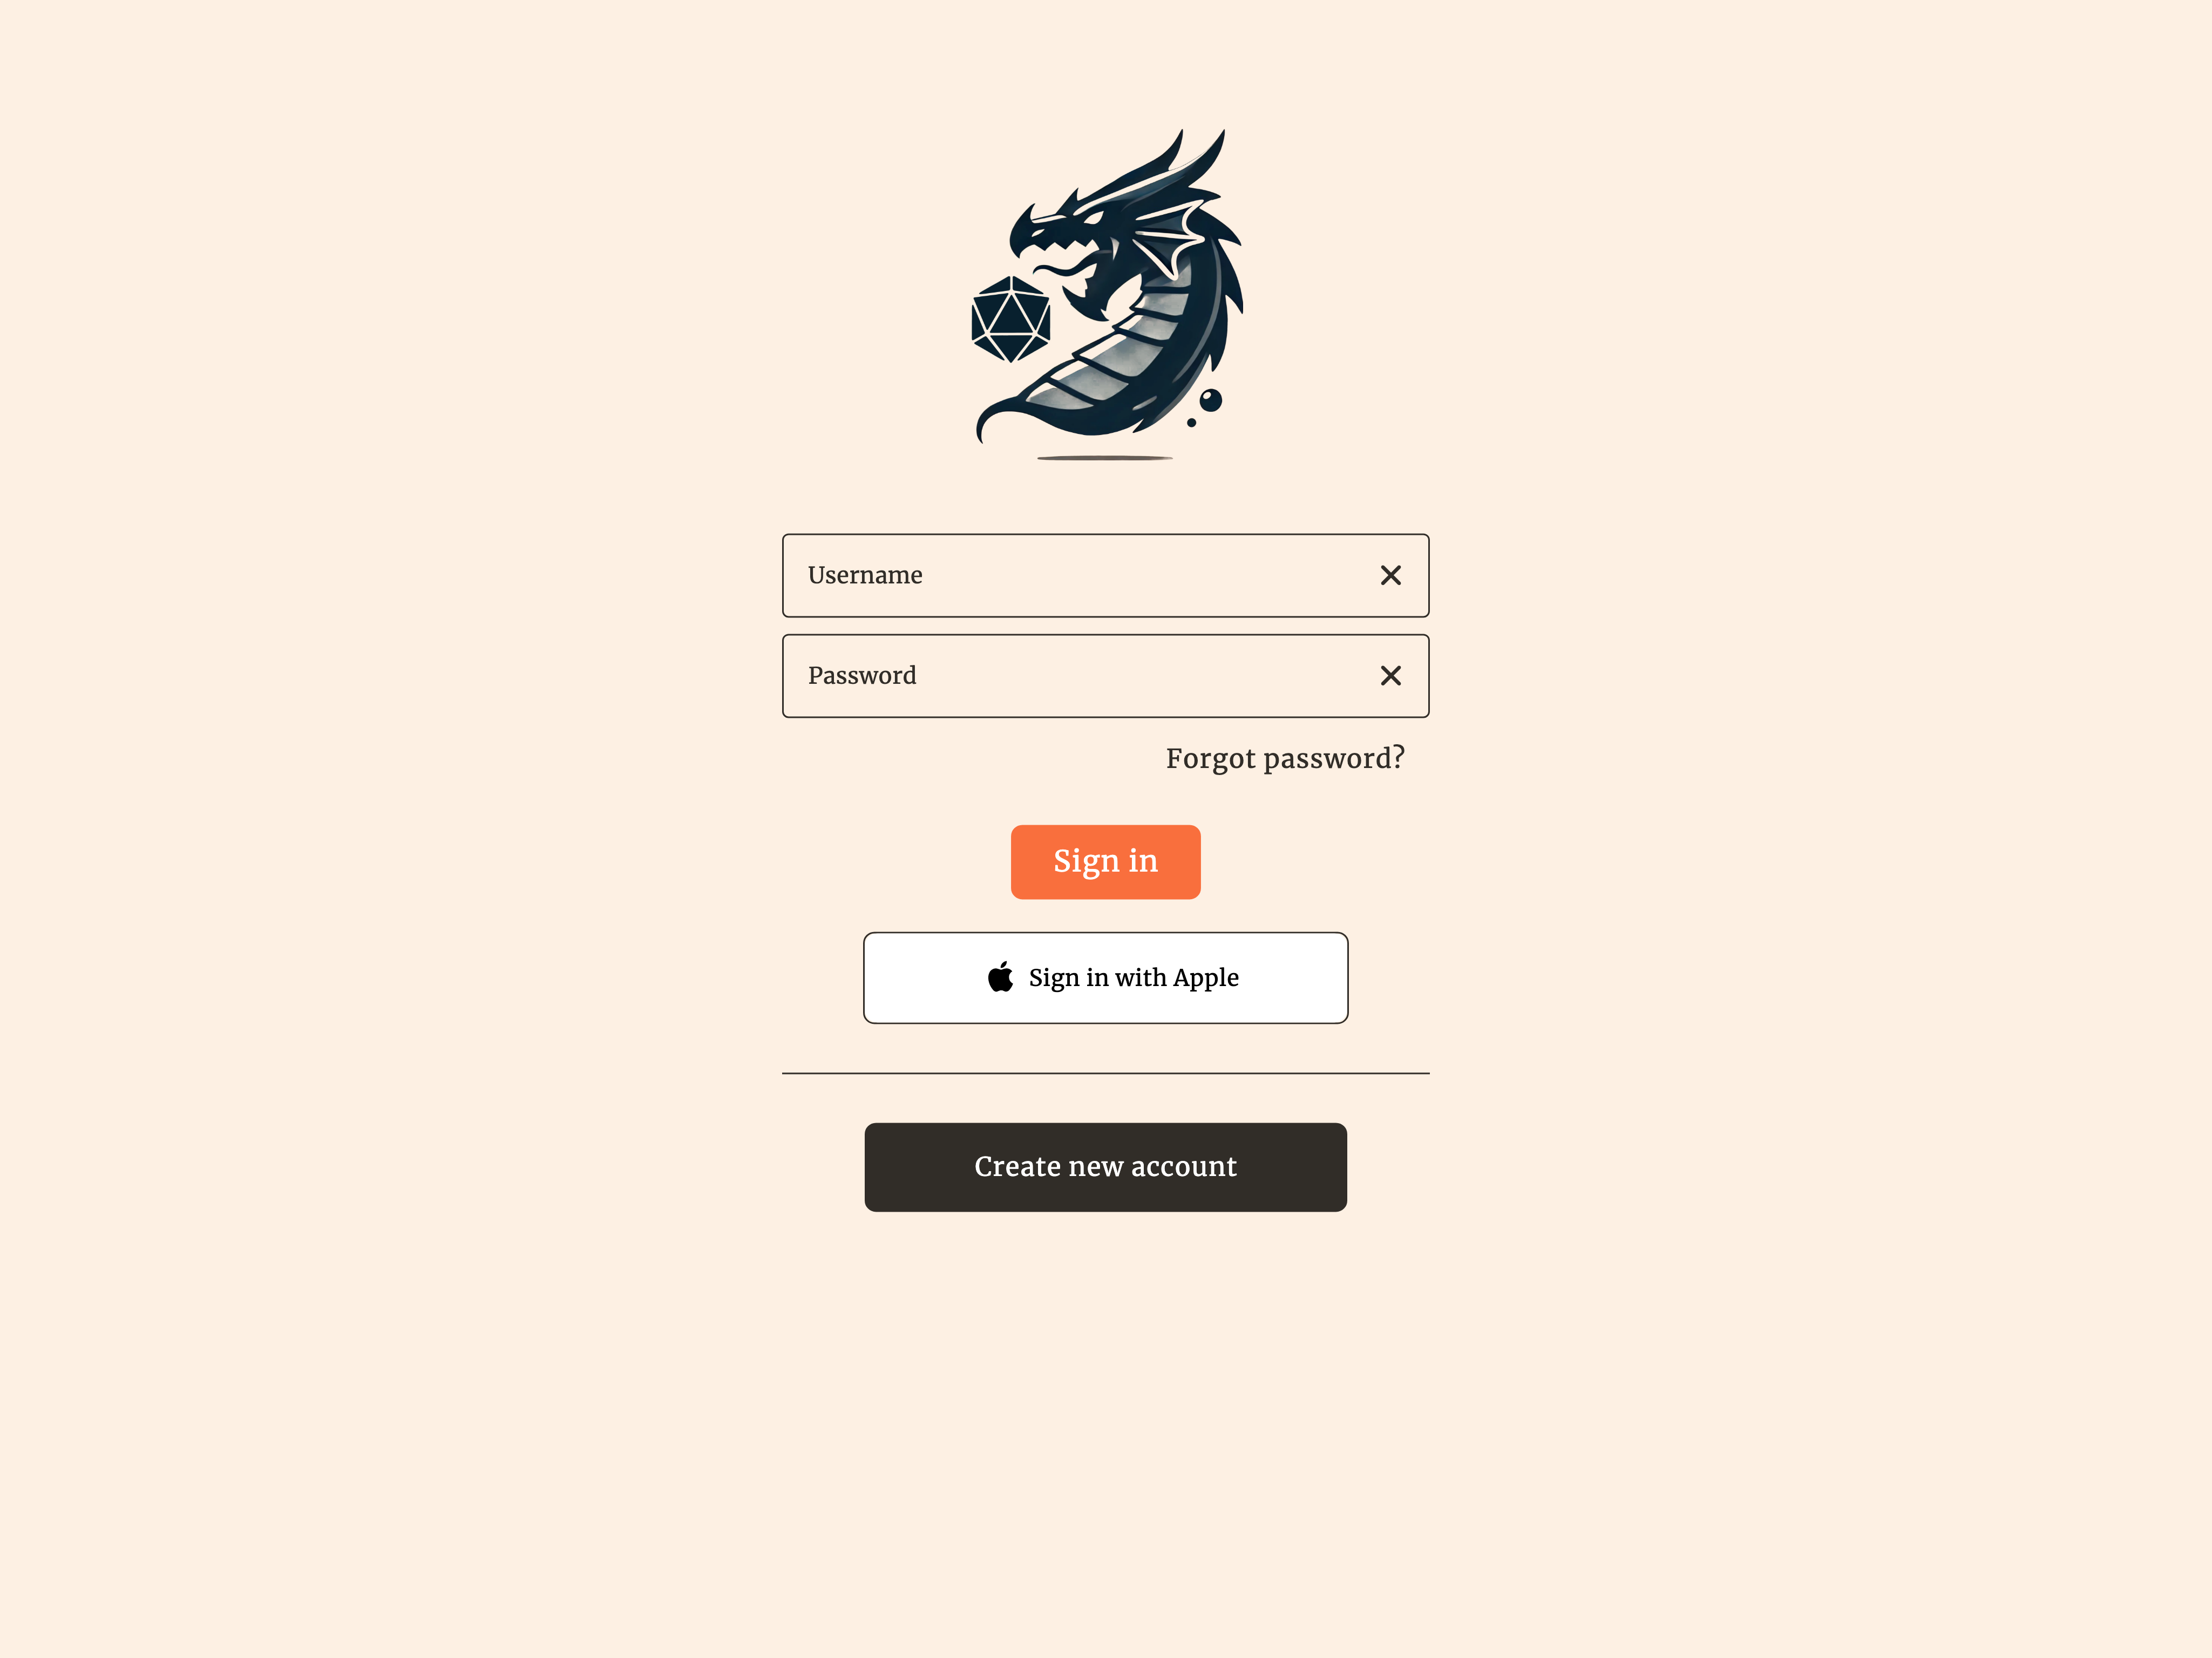 Username
Password
Forgot password?
Sign in
Sign in with Apple
Create new account